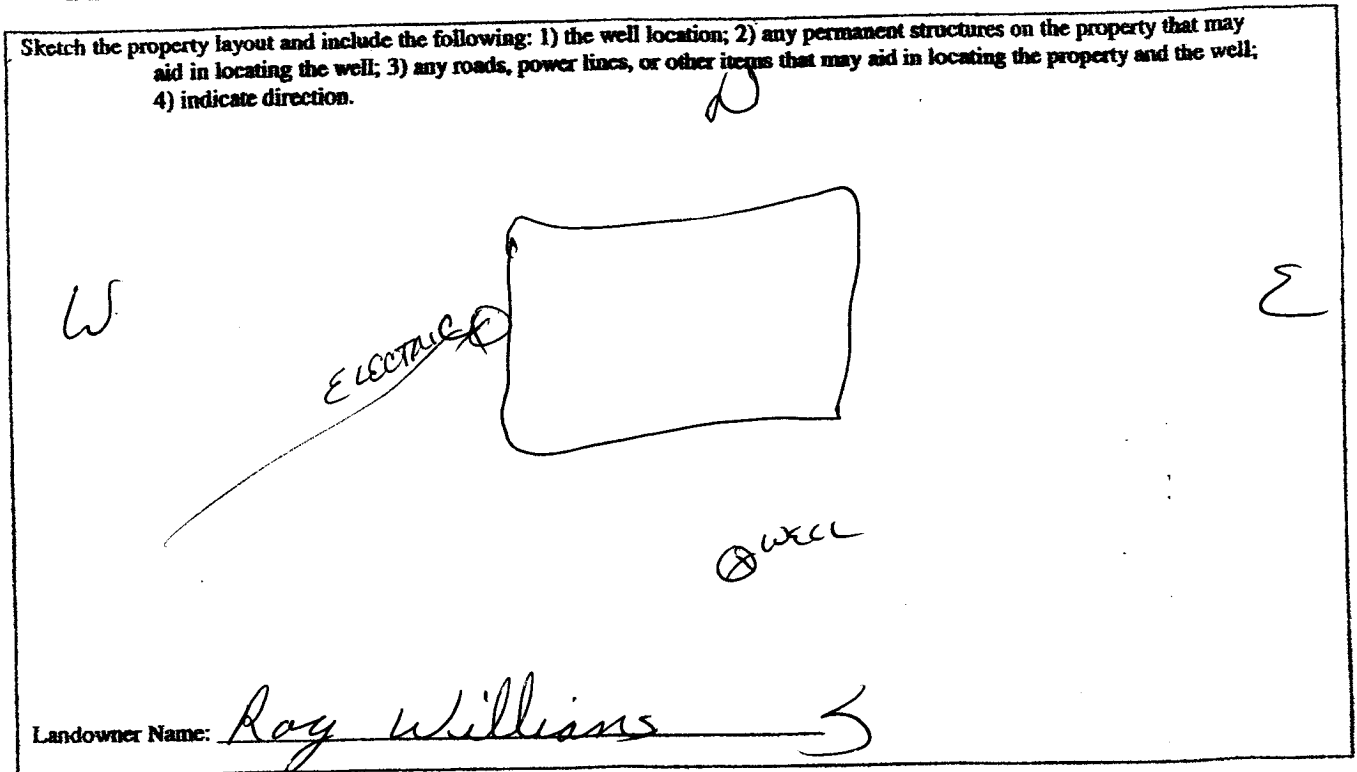 Sketch the property layout and include the following: 1) the well location; 2) any permanent structures on the property that may
aid in locating the well; 3) any roads, power lines, or other items that may aid in locating the property and the well;
4) indicate direction.
N
W
E
ELECTRIC
WELL
Landowner Name: Roy Williams S